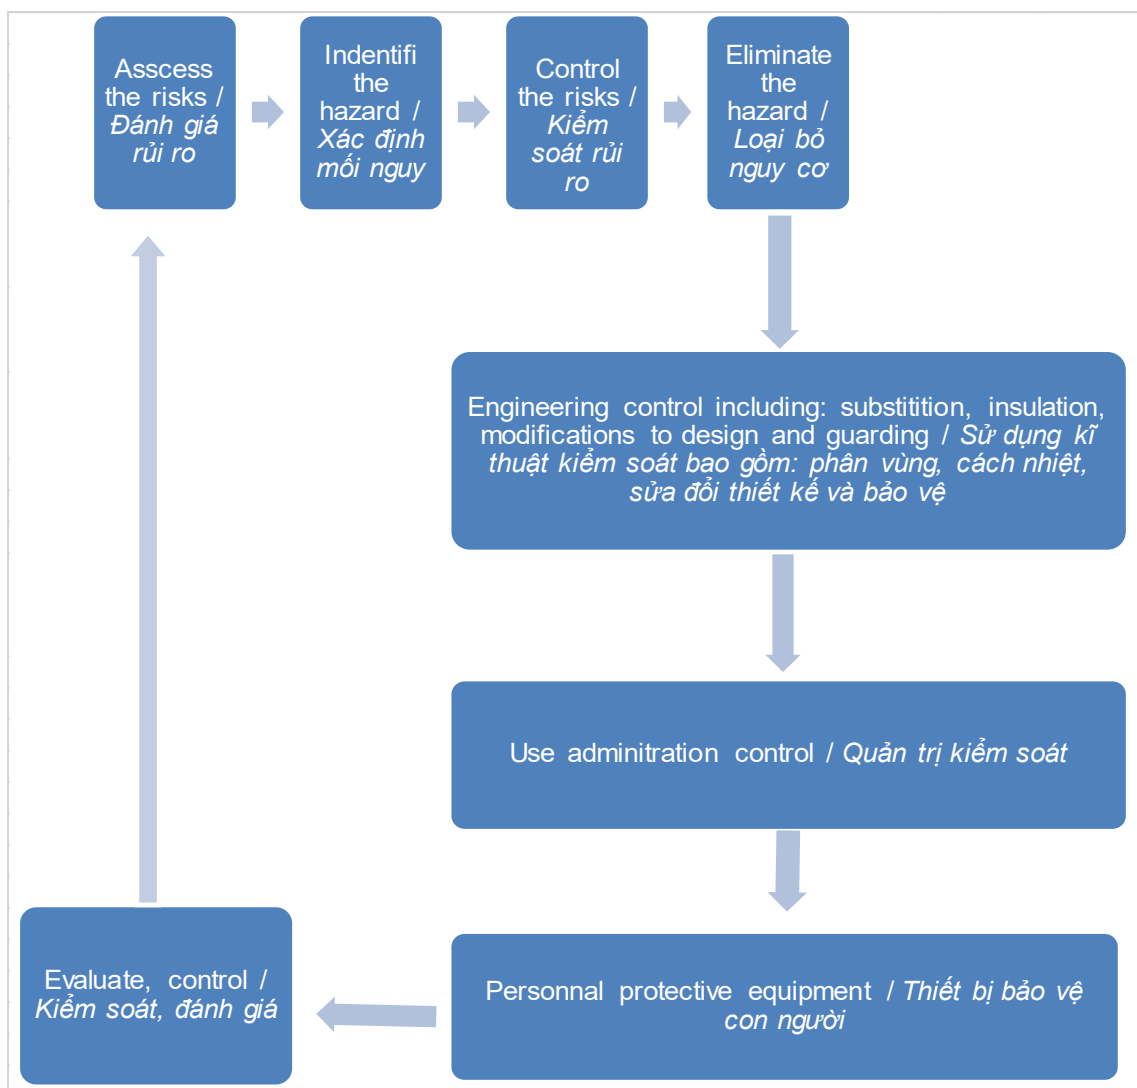 Asscess
the risks /
Đánh giá
rủi ro
Indentifi
the
hazard /
Xác định
mối nguy
Control
the risks /
Kiểm
soát rủi
ro
Eliminate
the
hazard /
Loại bỏ
nguy cơ
Engineering control including: substitition, insulation,
modifications to design and guarding / Sử dụng kĩ
thuật kiểm soát bao gồm: phân vùng, cách nhiệt,
sửa đổi thiết kế và bảo vệ
Use adminitration control / Quản trị kiểm soát
Personnal protective equipment / Thiết bị bảo vệ
con người
Evaluate, control /
Kiểm soát, đánh giá